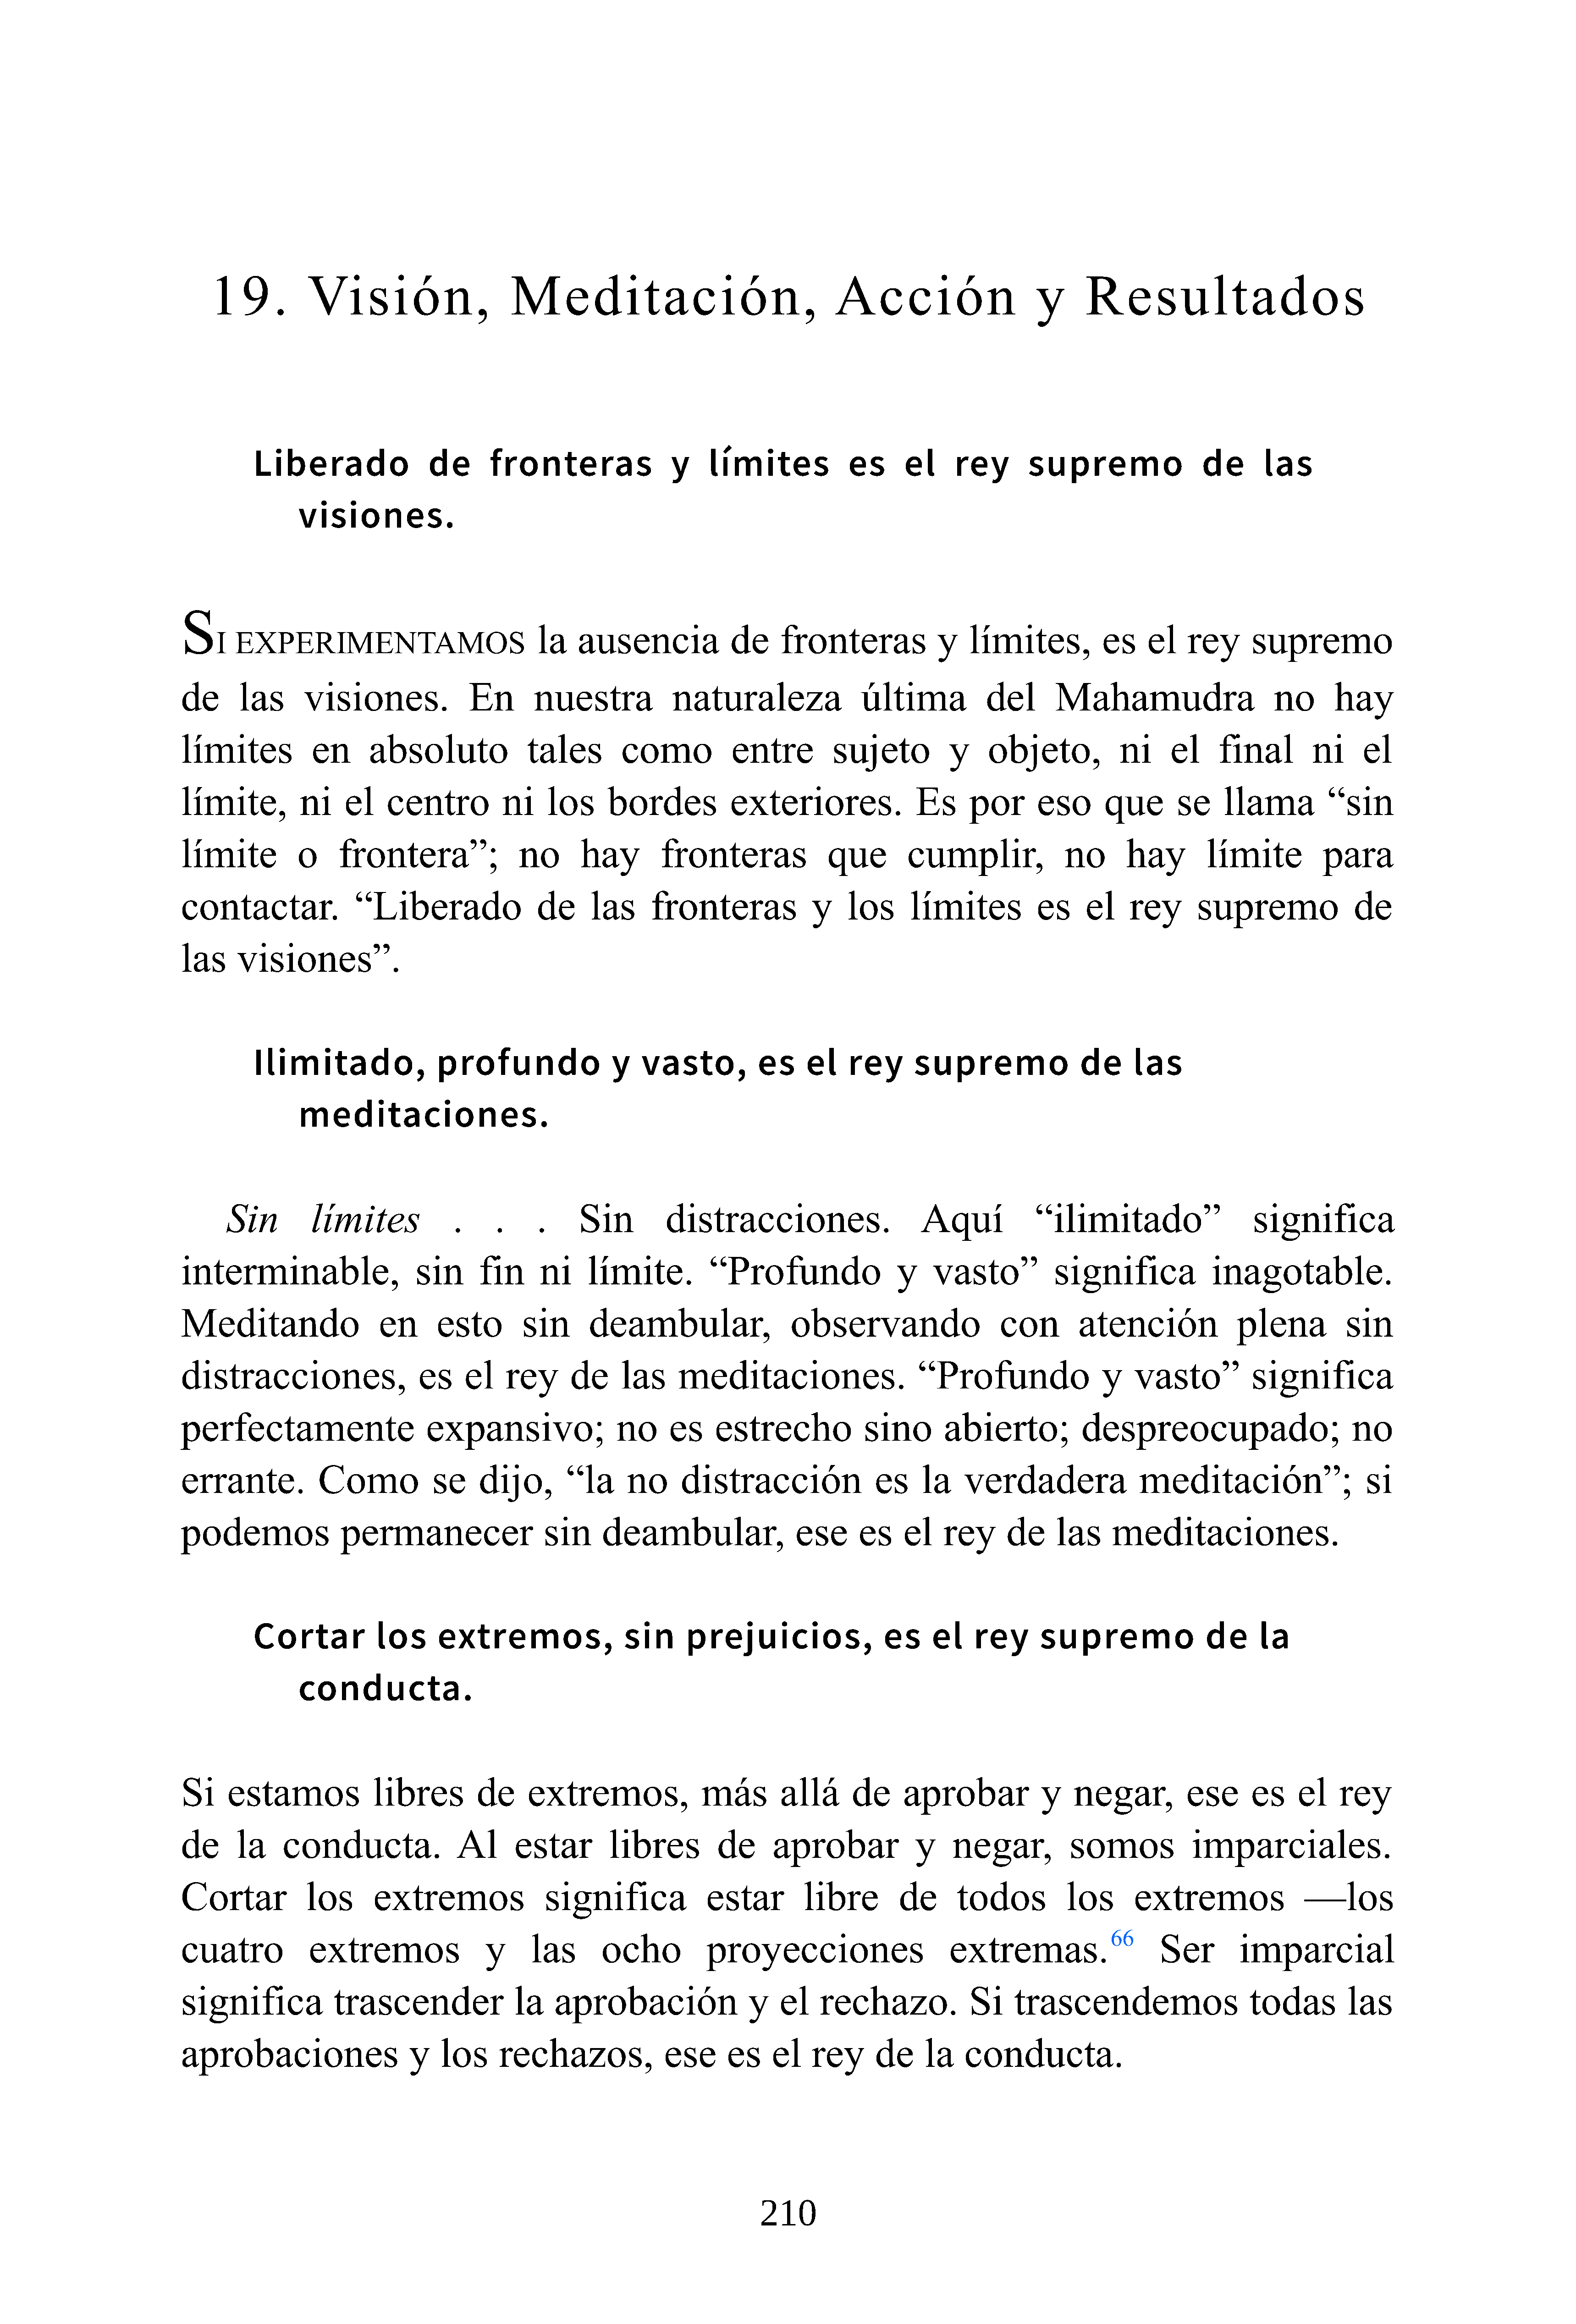 19. Visión, Meditación, Acción y Resultados
Liberado de fronteras y límites es el rey supremo de las
visiones.
SI EXPERIMENTAMOS la ausencia de fronteras y límites, es el rey supremo
de las visiones. En nuestra naturaleza última del Mahamudra no hay
límites en absoluto tales como entre sujeto y objeto, ni el final ni el
límite, ni el centro ni los bordes exteriores. Es por eso que se llama “sin
límite o frontera”; no hay fronteras que cumplir, no hay límite para
contactar. “Liberado de las fronteras y los límites es el rey supremo de
las visiones”.
Ilimitado, profundo y vasto, es el rey supremo de las
meditaciones.
Sin límites . . . Sin distracciones. Aquí “ilimitado” significa
interminable, sin fin ni límite. “Profundo y vasto” significa inagotable.
Meditando en esto sin deambular, observando con atención plena sin
distracciones, es el rey de las meditaciones. “Profundo y vasto” significa
perfectamente expansivo; no es estrecho sino abierto; despreocupado; no
errante. Como se dijo, “la no distracción es la verdadera meditación”; si
podemos permanecer sin deambular, ese es el rey de las meditaciones.
Cortar los extremos, sin prejuicios, es el rey supremo de la
conducta.
Si estamos libres de extremos, más allá de aprobar y negar, ese es el rey
de la conducta. Al estar libres de aprobar y negar, somos imparciales.
Cortar los extremos significa estar libre de todos los extremos —los
cuatro extremos y las ocho proyecciones extremas.66 Ser imparcial
significa trascender la aprobación y el rechazo. Si trascendemos todas las
aprobaciones y los rechazos, ese es el rey de la conducta.
210